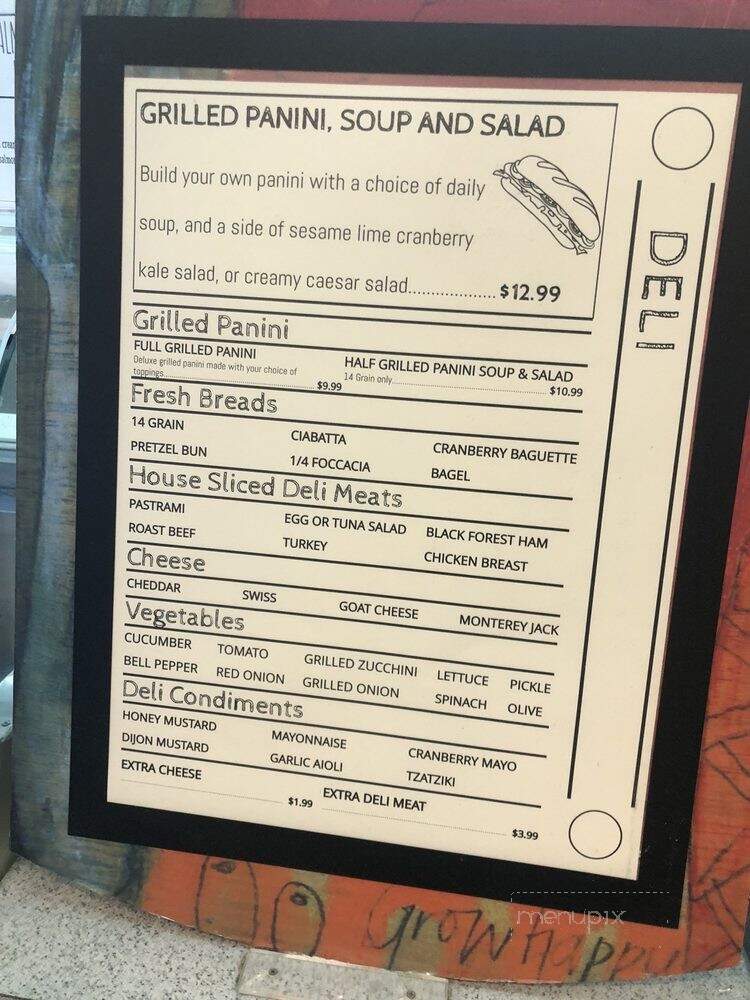 GRILLED PANINI, SOUP AND SALAD
Build your own panini with a choice of daily
soup, and a side of sesame lime cranberry
kale salad, or creamy caesar salad.................... $12.99
DELI
Grilled Panini
FULL GRILLED PANINI
Deluxe grilled panini made with your choice of
toppings.................... $9.99
HALF GRILLED PANINI SOUP & SALAD
14 Grain only.................... $10.99
Fresh Breads
14 GRAIN CIABATTA CRANBERRY BAGUETTE
PRETZEL BUN 1/4 FOCCACIA BAGEL
House Sliced Deli Meats
PASTRAMI EGG OR TUNA SALAD BLACK FOREST HAM
ROAST BEEF TURKEY CHICKEN BREAST
Cheese
CHEDDAR SWISS GOAT CHEESE MONTEREY JACK
Vegetables
CUCUMBER TOMATO GRILLED ZUCCHINI LETTUCE PICKLE
BELL PEPPER RED ONION GRILLED ONION SPINACH OLIVE
Deli Condiments
HONEY MUSTARD MAYONNAISE CRANBERRY MAYO
DIJON MUSTARD GARLIC AIOLI TZATZIKI
EXTRA CHEESE .................... $1.99
EXTRA DELI MEAT .................... $3.99
menupix
Grow